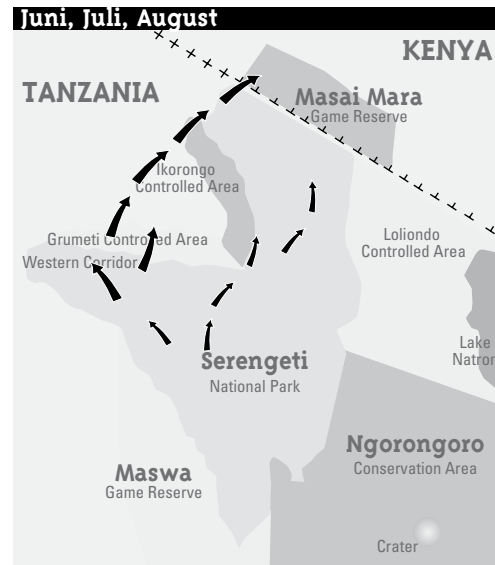 Juni, Juli, August
KENYA
TANZANIA
Masai Mara
Game Reserve
Ikorongo
Controlled Area
Grumeti Controlled Area
Western Corridor
Loliondo
Controlled Area
Lake
Natron
Serengeti
National Park
Ngorongoro
Conservation Area
Maswa
Game Reserve
Crater